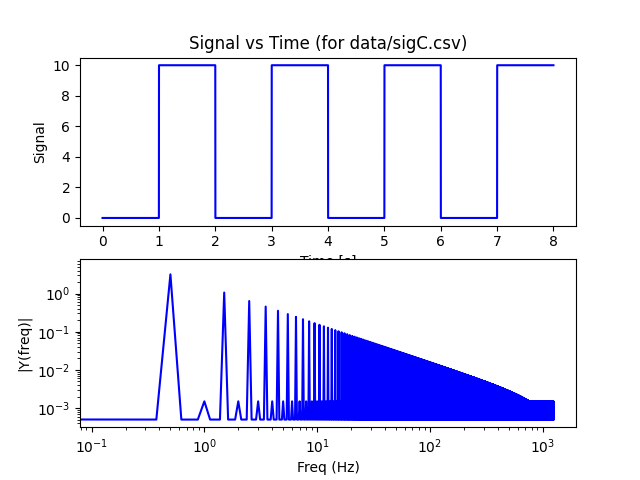 Signal vs Time (for data/sigC.csv)
10
8
6
4
2
0
Signal
0 1 2 3 4 5 6 7 8
10⁰
10⁻¹
10⁻²
10⁻³
|Y(freq)|
10⁻¹ 10⁰ 10¹ 10² 10³
Freq (Hz)